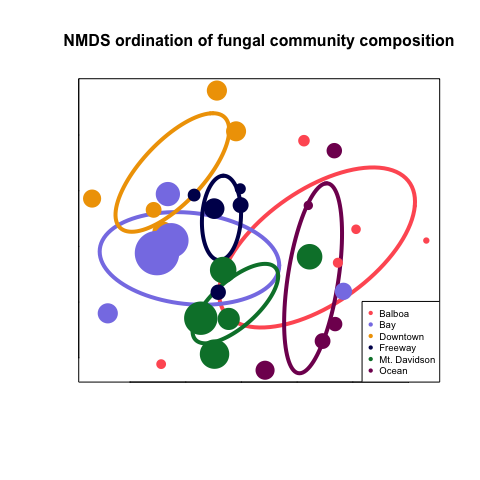 NMDS ordination of fungal community composition
Balboa
Bay
Downtown
Freeway
Mt. Davidson
Ocean